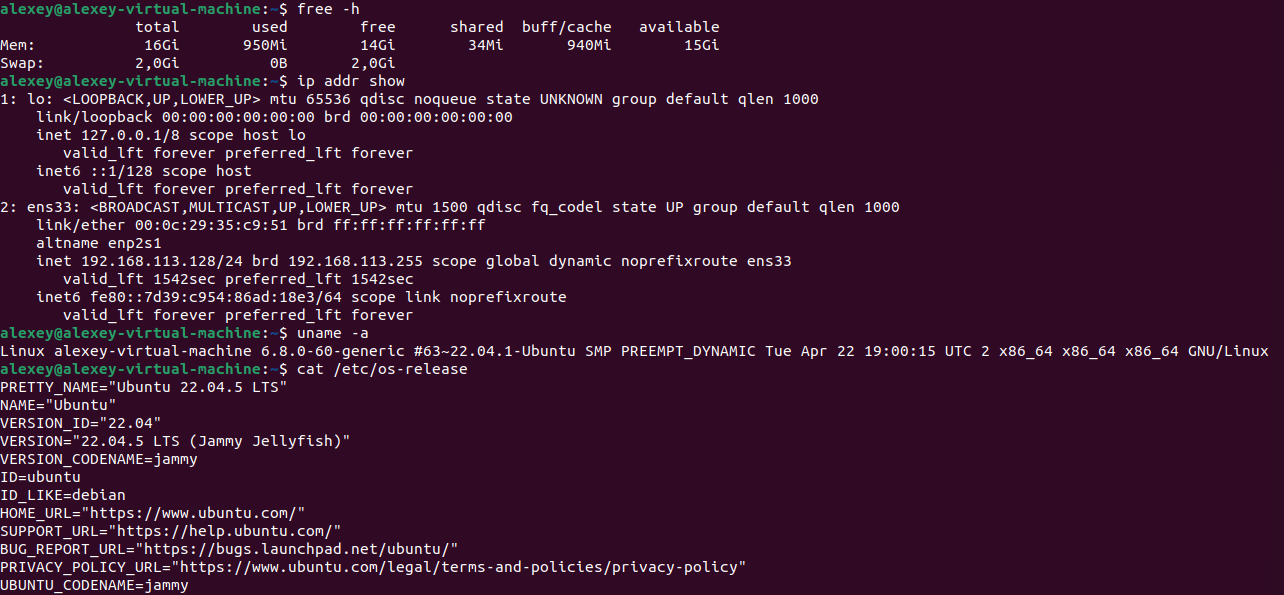 alexey@alexey-virtual-machine:~$ free -h
               total        used        free      shared  buff/cache   available
Mem:            16Gi       950Mi        14Gi        34Mi       940Mi        15Gi
Swap:          2,0Gi          0B       2,0Gi
alexey@alexey-virtual-machine:~$ ip addr show
1: lo: <LOOPBACK,UP,LOWER_UP> mtu 65536 qdisc noqueue state UNKNOWN group default qlen 1000
    link/loopback 00:00:00:00:00:00 brd 00:00:00:00:00:00
    inet 127.0.0.1/8 scope host lo
       valid_lft forever preferred_lft forever
    inet6 ::1/128 scope host
       valid_lft forever preferred_lft forever
2: ens33: <BROADCAST,MULTICAST,UP,LOWER_UP> mtu 1500 qdisc fq_codel state UP group default qlen 1000
    link/ether 00:0c:29:35:c9:51 brd ff:ff:ff:ff:ff:ff
    altname enp2s1
    inet 192.168.113.128/24 brd 192.168.113.255 scope global dynamic noprefixroute ens33
       valid_lft 1542sec preferred_lft 1542sec
    inet6 fe80::7d39:c954:86ad:18e3/64 scope link noprefixroute
       valid_lft forever preferred_lft forever
alexey@alexey-virtual-machine:~$ uname -a
Linux alexey-virtual-machine 6.8.0-60-generic #63~22.04.1-Ubuntu SMP PREEMPT_DYNAMIC Tue Apr 22 19:00:15 UTC 2 x86_64 x86_64 x86_64 GNU/Linux
alexey@alexey-virtual-machine:~$ cat /etc/os-release
PRETTY_NAME="Ubuntu 22.04.5 LTS"
NAME="Ubuntu"
VERSION_ID="22.04"
VERSION="22.04.5 LTS (Jammy Jellyfish)"
VERSION_CODENAME=jammy
ID=ubuntu
ID_LIKE=debian
HOME_URL="https://www.ubuntu.com/"
SUPPORT_URL="https://help.ubuntu.com/"
BUG_REPORT_URL="https://bugs.launchpad.net/ubuntu/"
PRIVACY_POLICY_URL="https://www.ubuntu.com/legal/terms-and-policies/privacy-policy"
UBUNTU_CODENAME=jammy